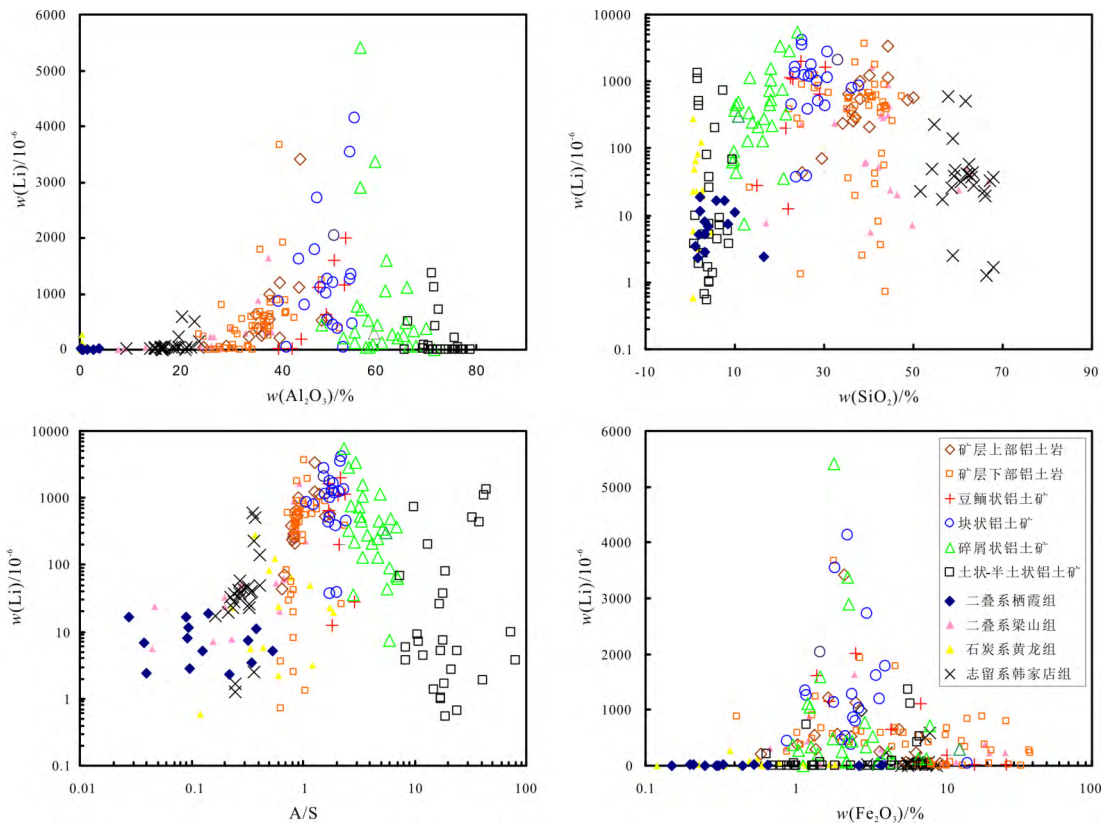 6000
5000
4000
3000
2000
1000
0
w(Li)/10⁻⁶
0 20 40 60 80
w(Al₂O₃)/%
10000
1000
100
10
1
0.1
w(Li)/10⁻⁶
-10 10 30 50 70 90
w(SiO₂)/%
10000
1000
100
10
1
0.1
w(Li)/10⁻⁶
0.01 0.1 1 10 100
A/S
6000
5000
4000
3000
2000
1000
0
w(Li)/10⁻⁶
0.1 1 10 100
w(Fe₂O₃)/%
矿层上部铝土岩
矿层下部铝土岩
豆鲕状铝土矿
块状铝土矿
碎屑状铝土矿
土状-半土状铝土矿
二叠系栖霞组
二叠系梁山组
石炭系黄龙组
志留系韩家店组